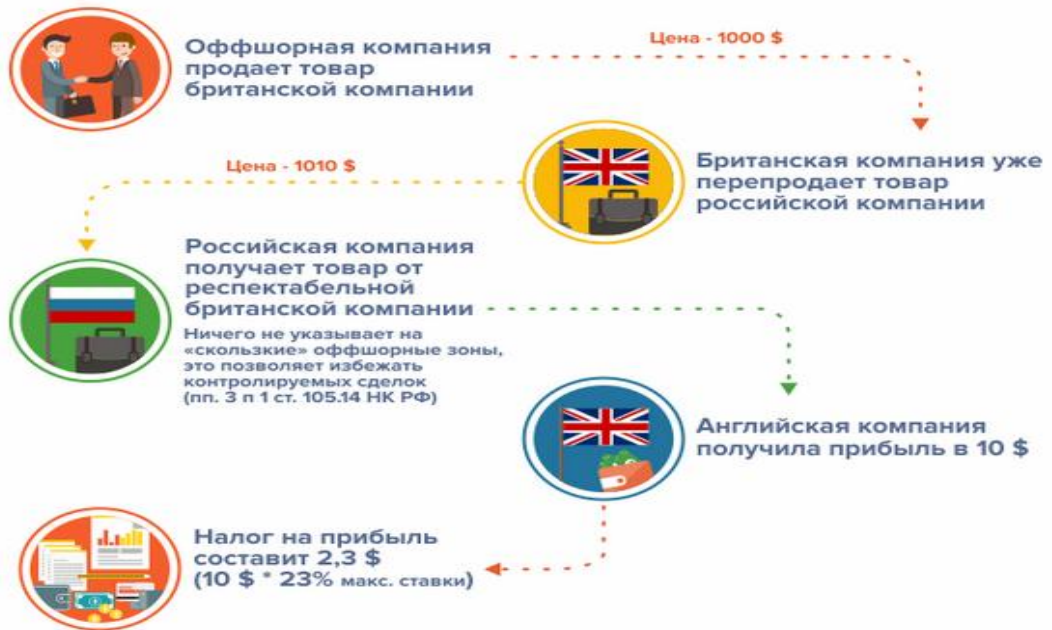 Оффшорная компания
продает товар
британской компании
Цена - 1000 $
Британская компания уже
перепродает товар
российской компании
Цена - 1010 $
Российская компания
получает товар от
респектабельной
британской компании
Ничего не указывает на
«скользкие» оффшорные зоны,
это позволяет избежать
контролируемых сделок
(пп. 3 п 1 ст. 105.14 НК РФ)
Английская компания
получила прибыль в 10 $
Налог на прибыль
составит 2,3 $
(10 $ * 23% макс. ставки)